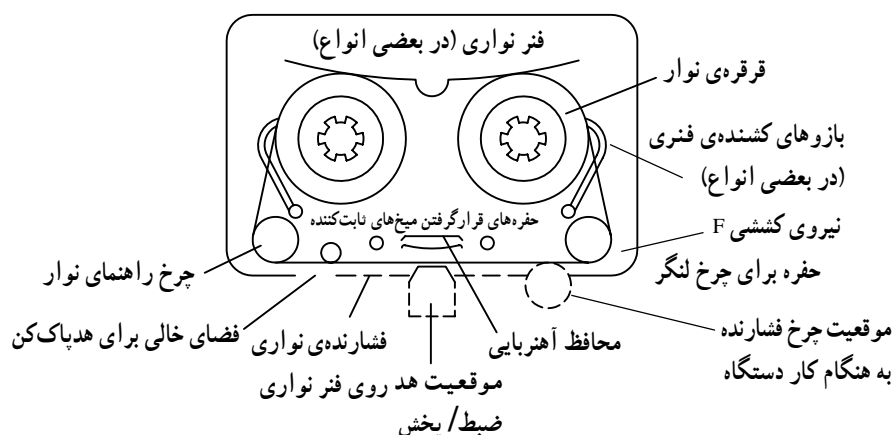 فنر نواری (در بعضی انواع)
قرقره‌ی نوار
بازوهای کشنده‌ی فنری
(در بعضی انواع)
حفره‌های قرارگرفتن میخ‌های ثابت‌کننده
نیروی کششی F
چرخ راهنمای نوار
حفره برای چرخ لنگر
موقعیت چرخ فشارنده
به هنگام کار دستگاه
محافظ آهنربایی
فشارنده‌ی نواری
فضای خالی برای هدپاک‌کن
موقعیت هد روی فنر نواری
ضبط/ پخش